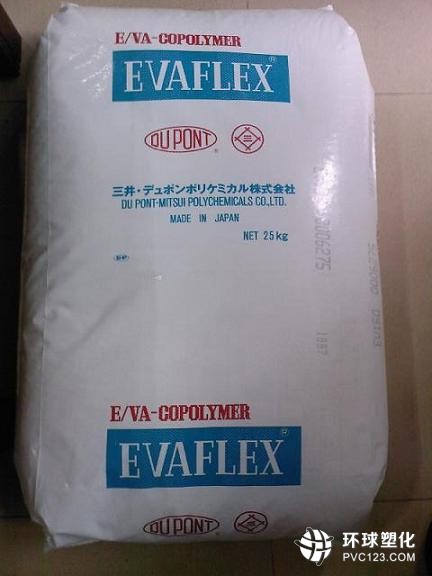 E/VA-COPOLYMER
EVAFLEX®
DU PONT®
三井・デュポンポリケミカル株式会社
DU PONT-MITSUI POLYCHEMICALS CO.,LTD.
MADE IN JAPAN
NET 25kg
E/VA-COPOLYMER
EVAFLEX®
DU PONT®
环球塑化
PVC123.com